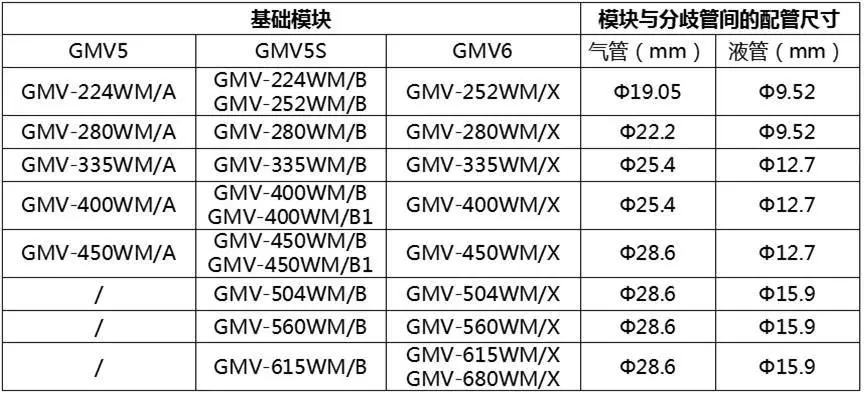 基础模块 模块与分歧管间的配管尺寸
GMV5 GMV5S GMV6 气管（mm） 液管（mm）
GMV-224WM/A GMV-224WM/B GMV-252WM/B GMV-252WM/X Φ19.05 Φ9.52
GMV-280WM/A GMV-280WM/B GMV-280WM/X Φ22.2 Φ9.52
GMV-335WM/A GMV-335WM/B GMV-335WM/X Φ25.4 Φ12.7
GMV-400WM/A GMV-400WM/B GMV-400WM/B1 GMV-400WM/X Φ25.4 Φ12.7
GMV-450WM/A GMV-450WM/B GMV-450WM/B1 GMV-450WM/X Φ28.6 Φ12.7
/ GMV-504WM/B GMV-504WM/X Φ28.6 Φ15.9
/ GMV-560WM/B GMV-560WM/X Φ28.6 Φ15.9
/ GMV-615WM/B GMV-615WM/X GMV-680WM/X Φ28.6 Φ15.9